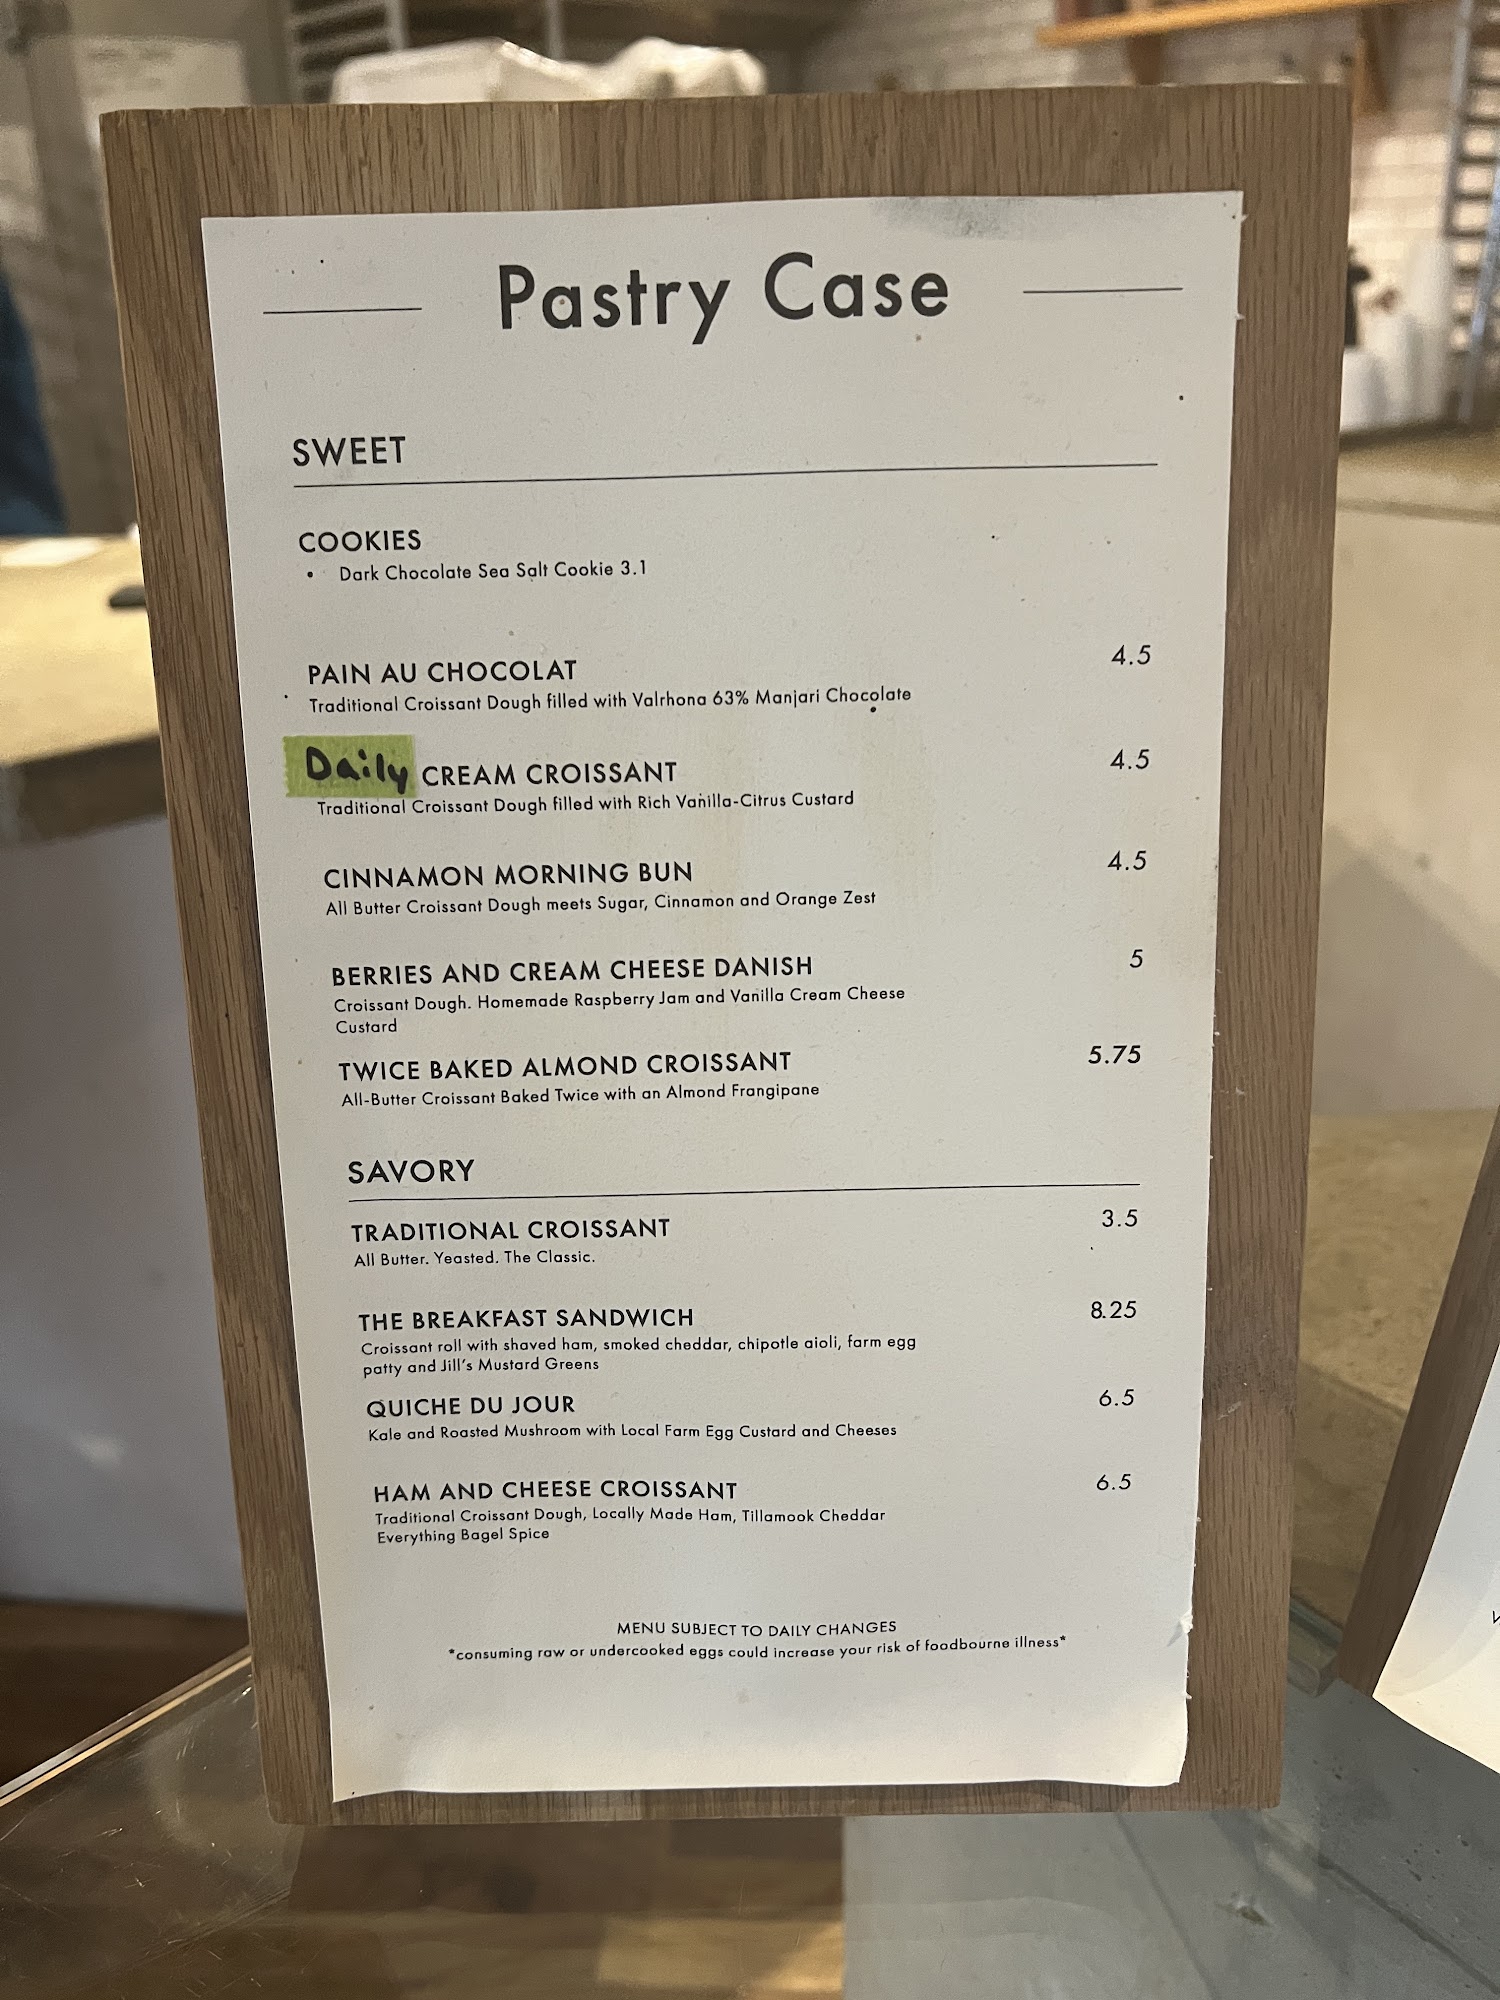 Pastry Case
SWEET
COOKIES
• Dark Chocolate Sea Salt Cookie 3.1
PAIN AU CHOCOLAT 4.5
Traditional Croissant Dough filled with Valrhona 63% Manjari Chocolate
Daily CREAM CROISSANT 4.5
Traditional Croissant Dough filled with Rich Vanilla-Citrus Custard
CINNAMON MORNING BUN 4.5
All Butter Croissant Dough meets Sugar, Cinnamon and Orange Zest
BERRIES AND CREAM CHEESE DANISH 5
Croissant Dough. Homemade Raspberry Jam and Vanilla Cream Cheese
Custard
TWICE BAKED ALMOND CROISSANT 5.75
All-Butter Croissant Baked Twice with an Almond Frangipane
SAVORY
TRADITIONAL CROISSANT 3.5
All Butter. Yeasted. The Classic.
THE BREAKFAST SANDWICH 8.25
Croissant roll with shaved ham, smoked cheddar, chipotle aioli, farm egg
patty and Jill's Mustard Greens
QUICHE DU JOUR 6.5
Kale and Roasted Mushroom with Local Farm Egg Custard and Cheeses
HAM AND CHEESE CROISSANT 6.5
Traditional Croissant Dough, Locally Made Ham, Tillamook Cheddar
Everything Bagel Spice
MENU SUBJECT TO DAILY CHANGES
*consuming raw or undercooked eggs could increase your risk of foodbourne illness*